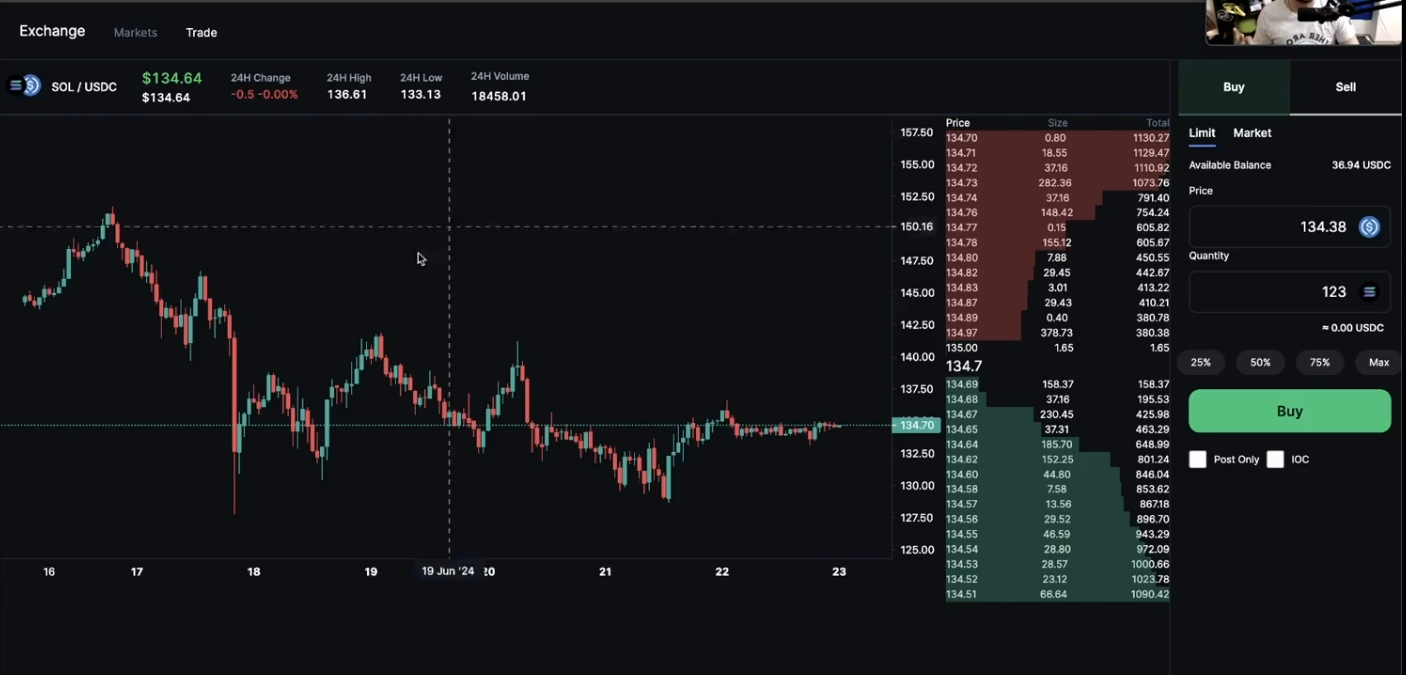 Exchange Markets Trade
SOL / USDC
$134.64
$134.64
24H Change
-0.5 -0.00%
24H High
136.61
24H Low
133.13
24H Volume
18458.01
157.50
155.00
152.50
150.16
147.50
145.00
142.50
140.00
137.50
134.70
132.50
130.00
127.50
125.00
16 17 18 19 19 Jun '24 20 21 22 23
Price Size Total
134.70 0.80 1130.27
134.71 18.55 1129.47
134.72 37.16 1110.92
134.73 282.36 1073.76
134.74 37.16 791.40
134.76 148.42 754.24
134.77 0.15 605.82
134.78 155.12 605.67
134.80 7.88 450.55
134.82 29.45 442.67
134.83 3.01 413.22
134.87 29.43 410.21
134.89 0.40 380.78
134.97 378.73 380.38
135.00 1.65 1.65
134.7
134.69 158.37 158.37
134.68 37.16 195.53
134.67 230.45 425.98
134.65 37.31 463.29
134.64 185.70 648.99
134.62 152.25 801.24
134.60 44.80 846.04
134.58 7.58 853.62
134.57 13.56 867.18
134.56 29.52 896.70
134.55 46.59 943.29
134.54 28.80 972.09
134.53 28.57 1000.66
134.52 23.12 1023.78
134.51 66.64 1090.42
Buy Sell
Limit Market
Available Balance 36.94 USDC
Price
134.38
Quantity
123
≈ 0.00 USDC
25% 50% 75% Max
Buy
Post Only IOC